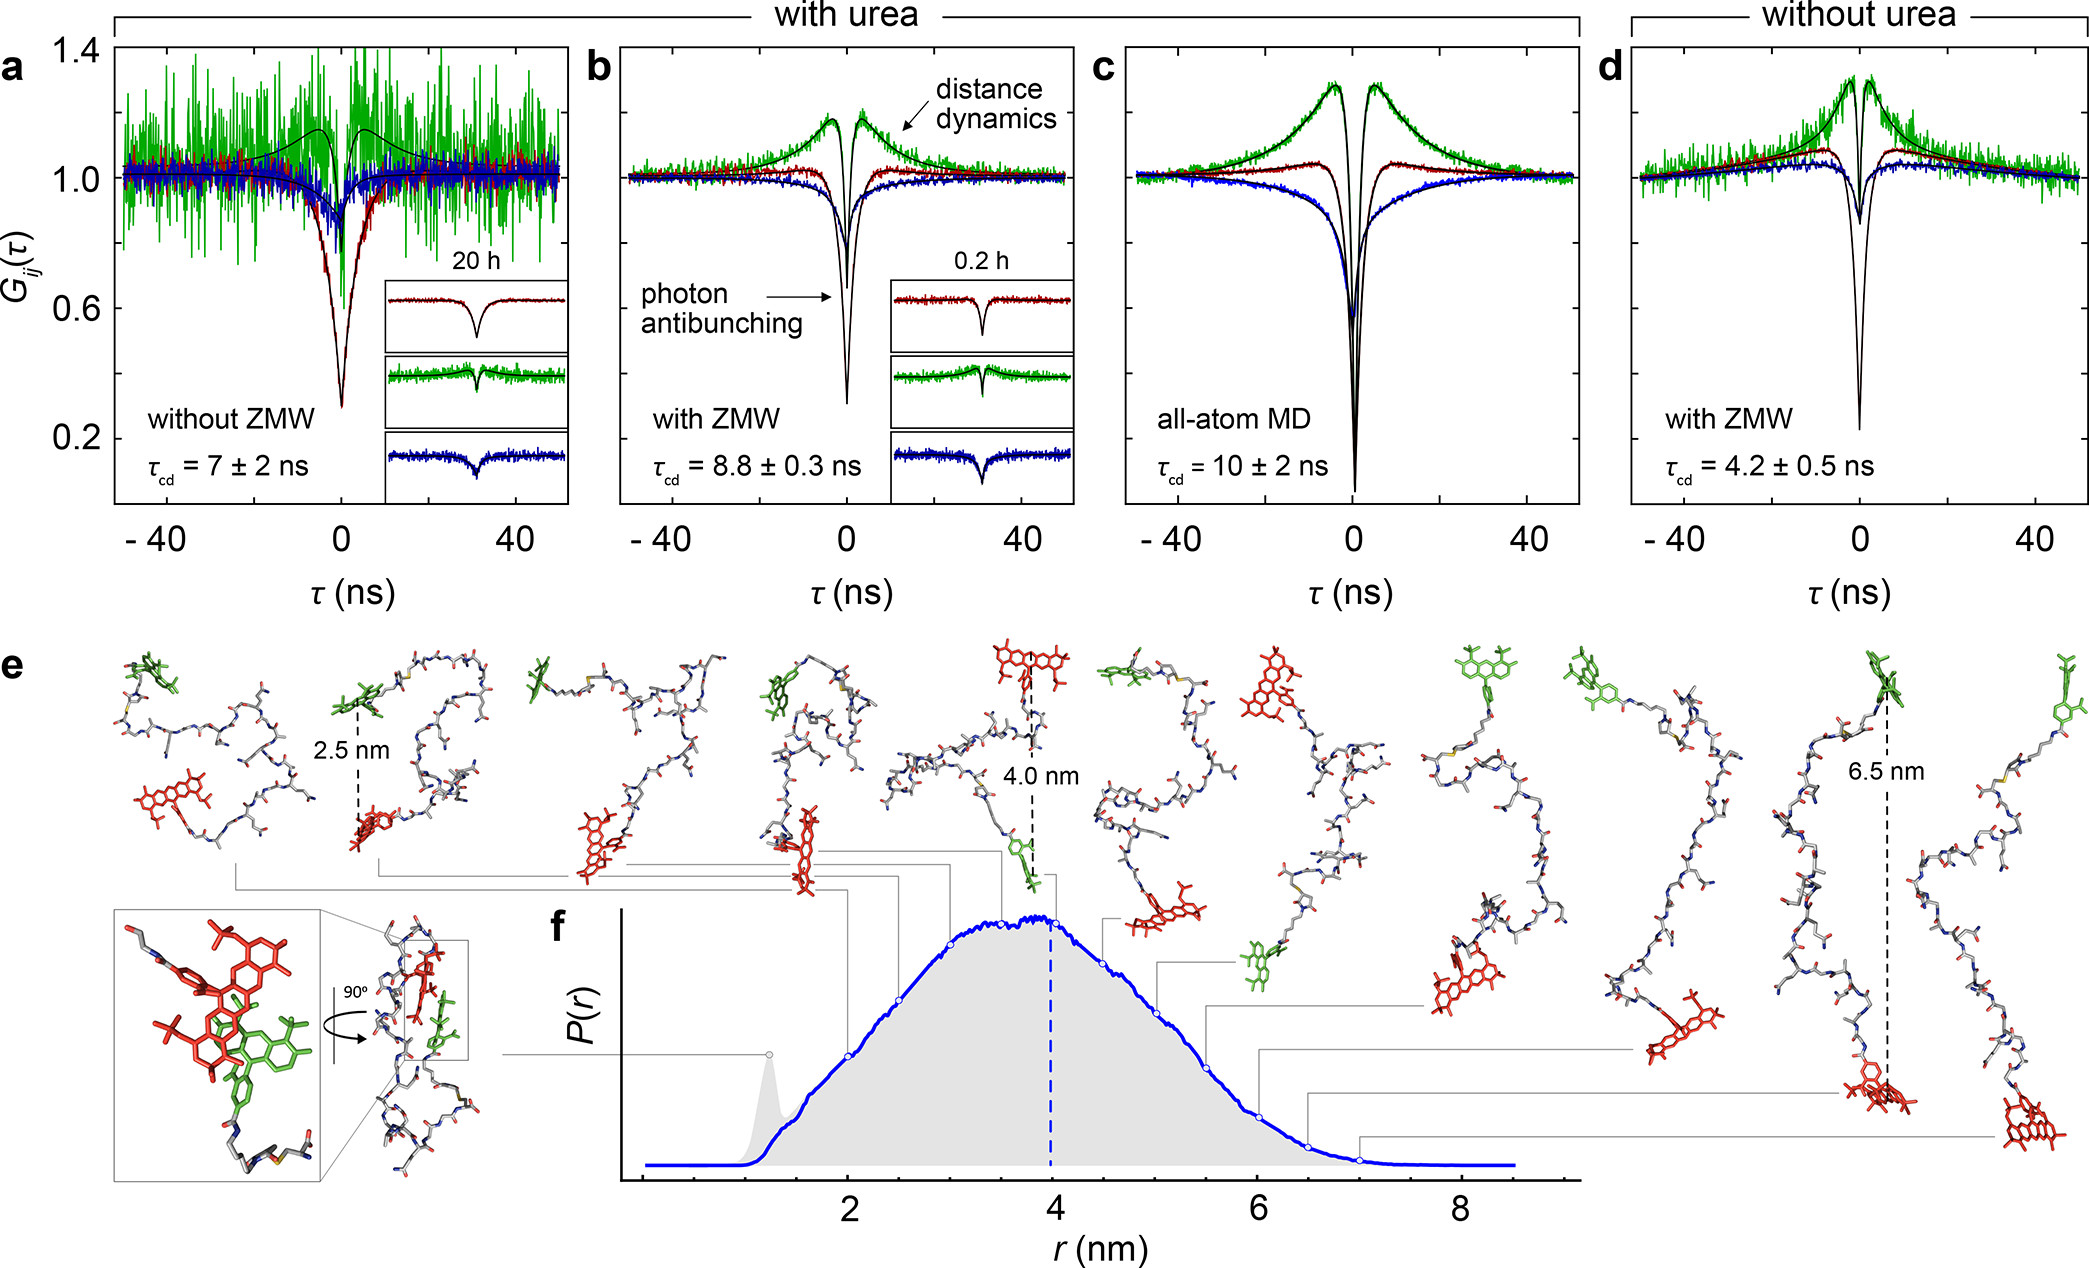 with urea
without urea
a
b
c
d
1.4
1.0
0.6
0.2
Gij(τ)
distance
dynamics
photon
antibunching
20 h
0.2 h
without ZMW
τcd = 7 ± 2 ns
with ZMW
τcd = 8.8 ± 0.3 ns
all-atom MD
τcd = 10 ± 2 ns
with ZMW
τcd = 4.2 ± 0.5 ns
- 40 0 40
- 40 0 40
- 40 0 40
- 40 0 40
τ (ns)
τ (ns)
τ (ns)
τ (ns)
e
2.5 nm
4.0 nm
6.5 nm
90º
f
P(r)
2 4 6 8
r (nm)